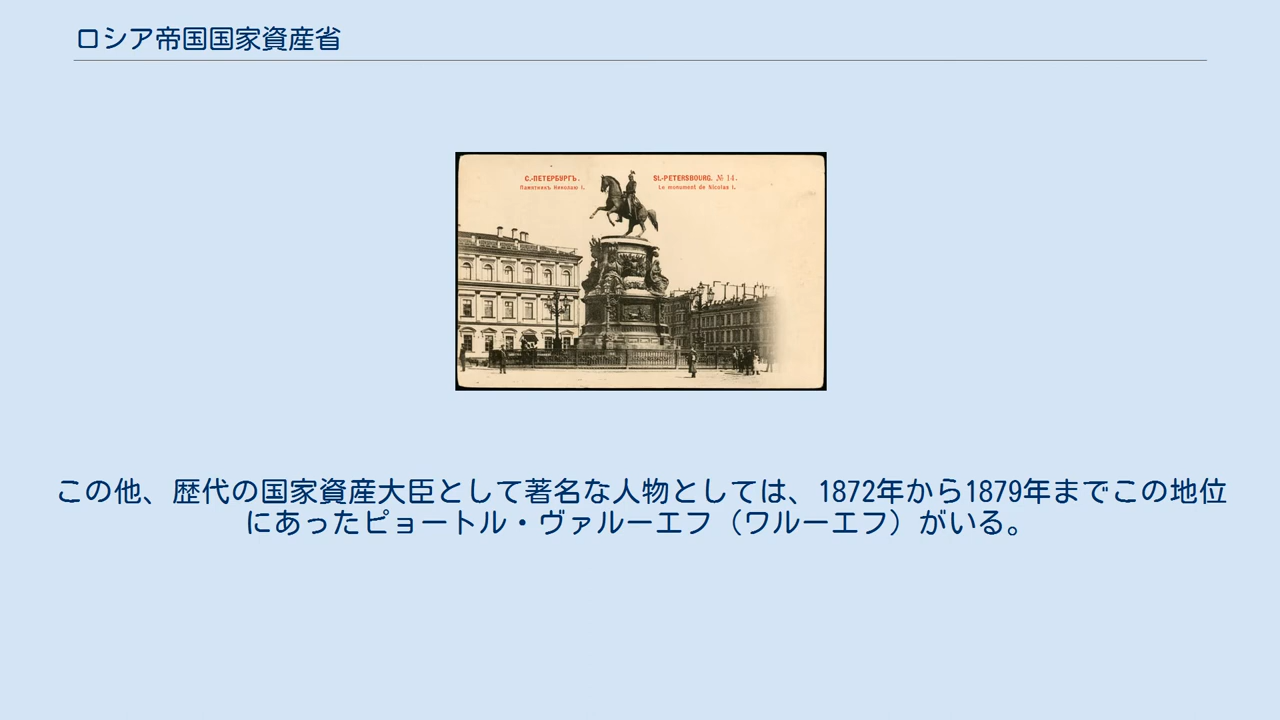 ロシア帝国国家資産省
С.-ПЕТЕРБУРГЪ.
Памятникъ Николаю I.
St.-PETERSBOURG. № 14.
Le monument de Nicolas I.
この他、歴代の国家資産大臣として著名な人物としては、1872年から1879年までこの地位
にあったピョートル・ヴァルーエフ（ワルーエフ）がいる。